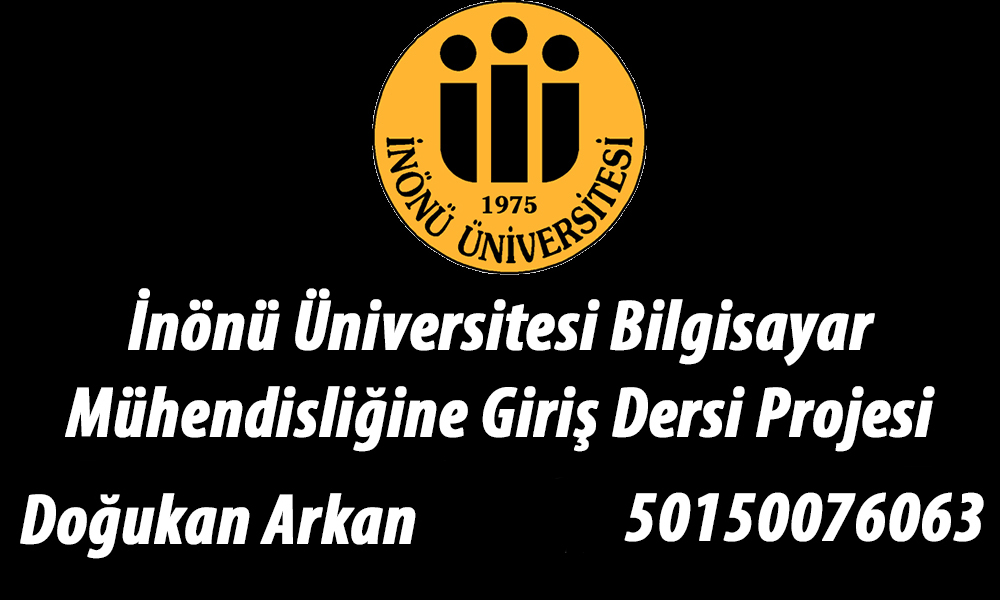 1975
İNÖNÜ ÜNİVERSİTESİ
İnönü Üniversitesi Bilgisayar
Mühendisliğine Giriş Dersi Projesi
Doğukan Arkan
50150076063